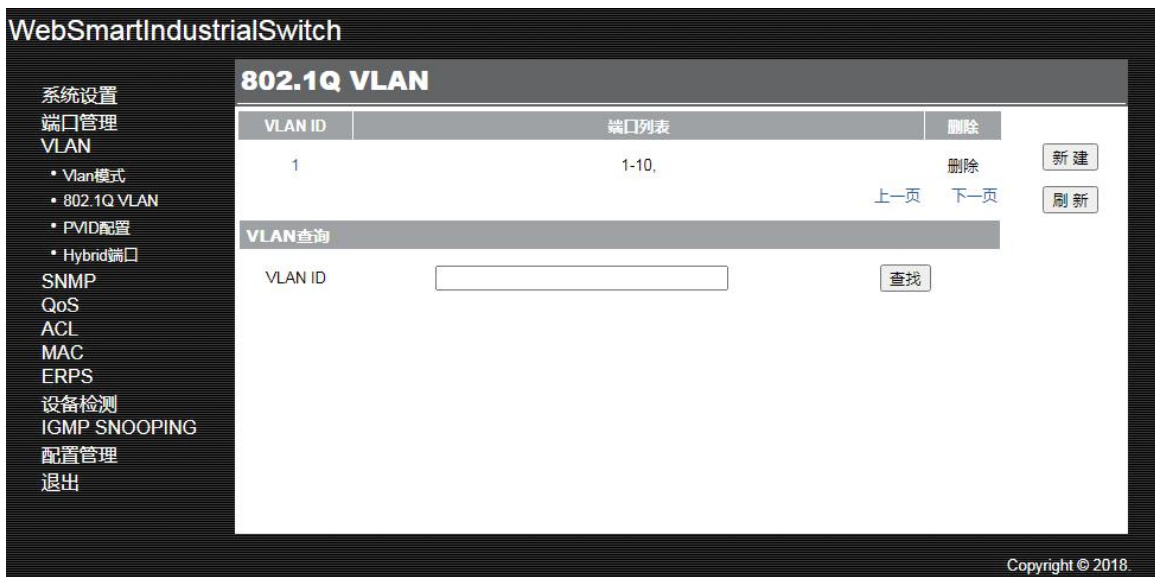 WebSmartIndustrialSwitch
系统设置
端口管理
VLAN
• Vlan模式
• 802.1Q VLAN
• PVID配置
• Hybrid端口
SNMP
QoS
ACL
MAC
ERPS
设备检测
IGMP SNOOPING
配置管理
退出
802.1Q VLAN
VLAN ID 端口列表 删除
1 1-10, 删除
上一页 下一页
新 建
刷 新
VLAN查询
VLAN ID 查找
Copyright © 2018.